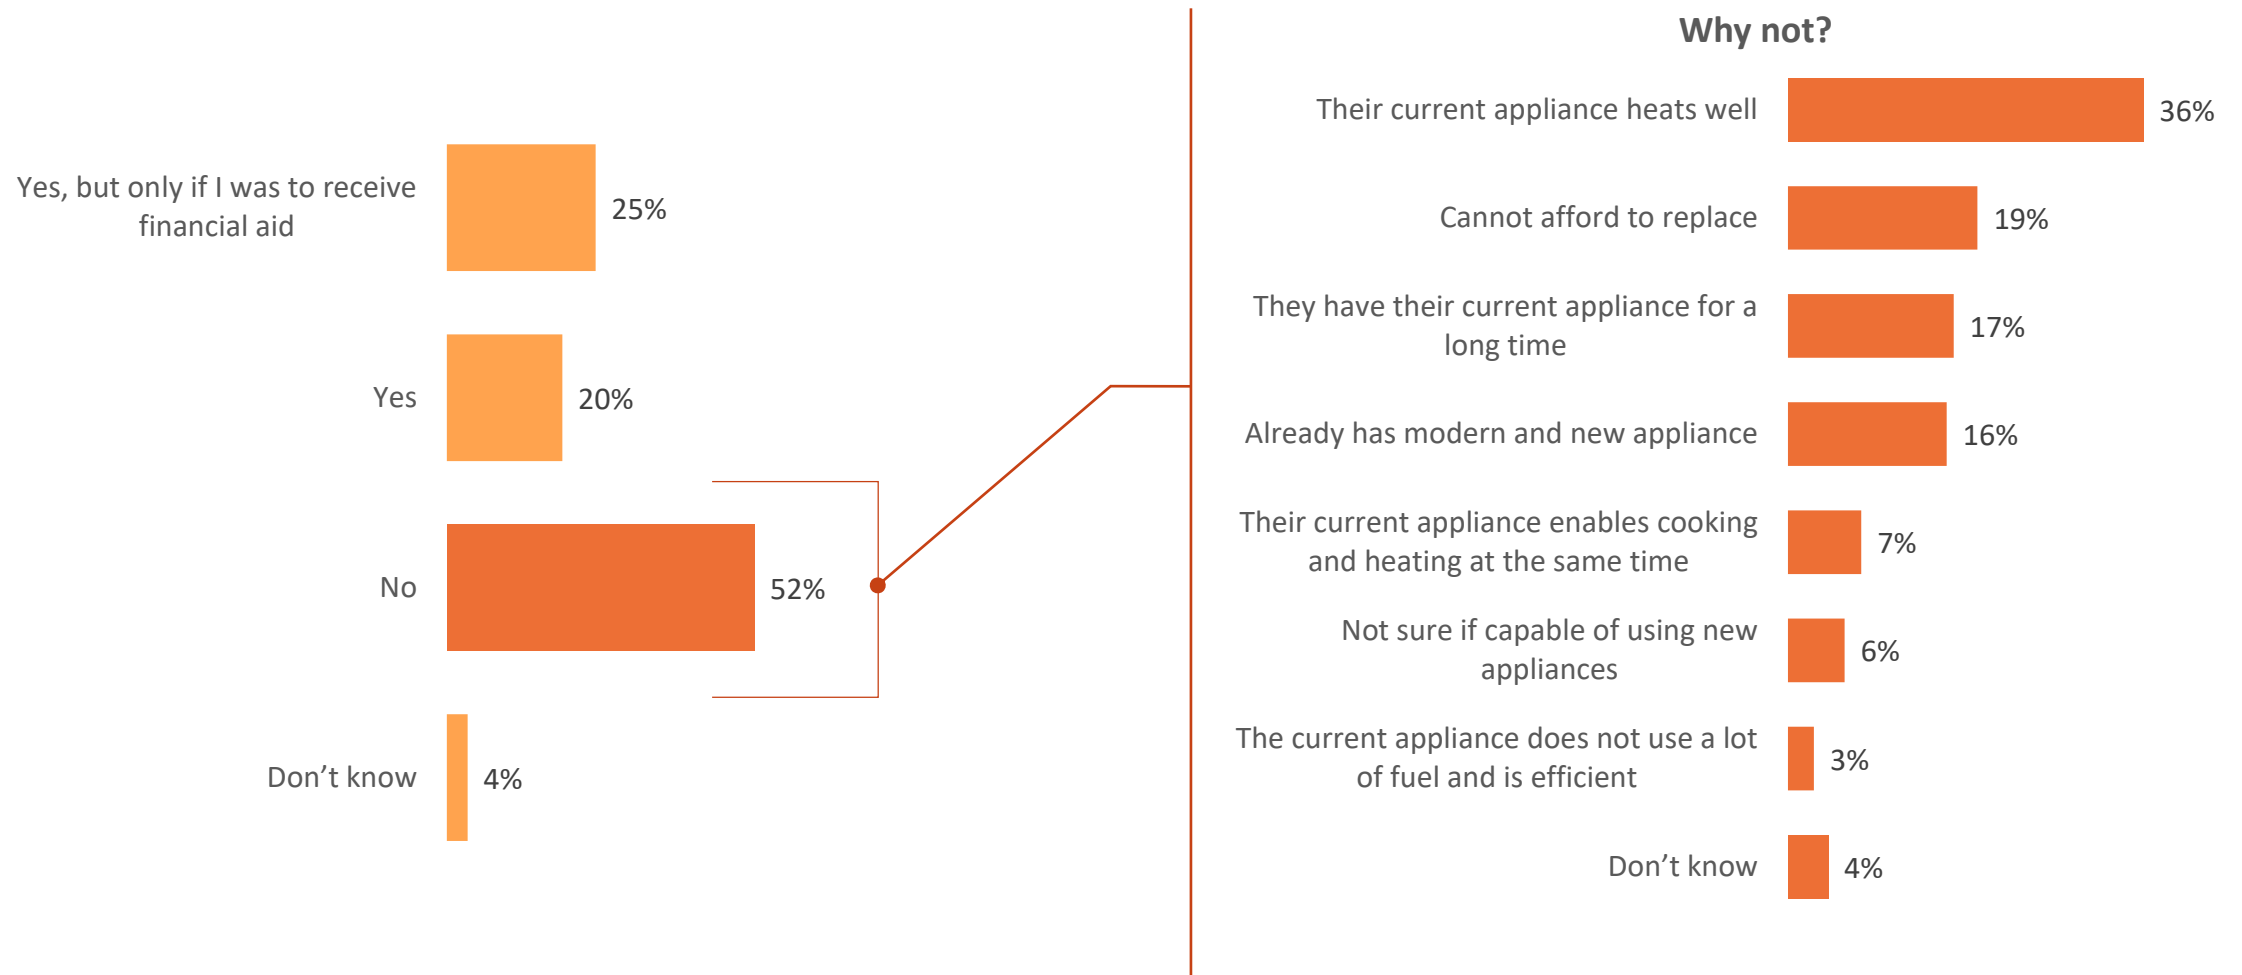 Yes, but only if I was to receive
financial aid
25%
Yes
20%
No
52%
Don’t know
4%
Why not?
Their current appliance heats well
36%
Cannot afford to replace
19%
They have their current appliance for a
long time
17%
Already has modern and new appliance
16%
Their current appliance enables cooking
and heating at the same time
7%
Not sure if capable of using new
appliances
6%
The current appliance does not use a lot
of fuel and is efficient
3%
Don’t know
4%